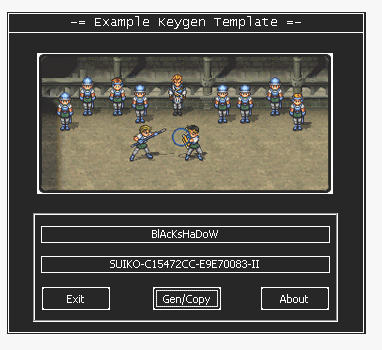 -= Example Keygen Template =-
BlAcKsHaDoW
SUIKO-C15472CC-E9E70083-II
Exit
Gen/Copy
About